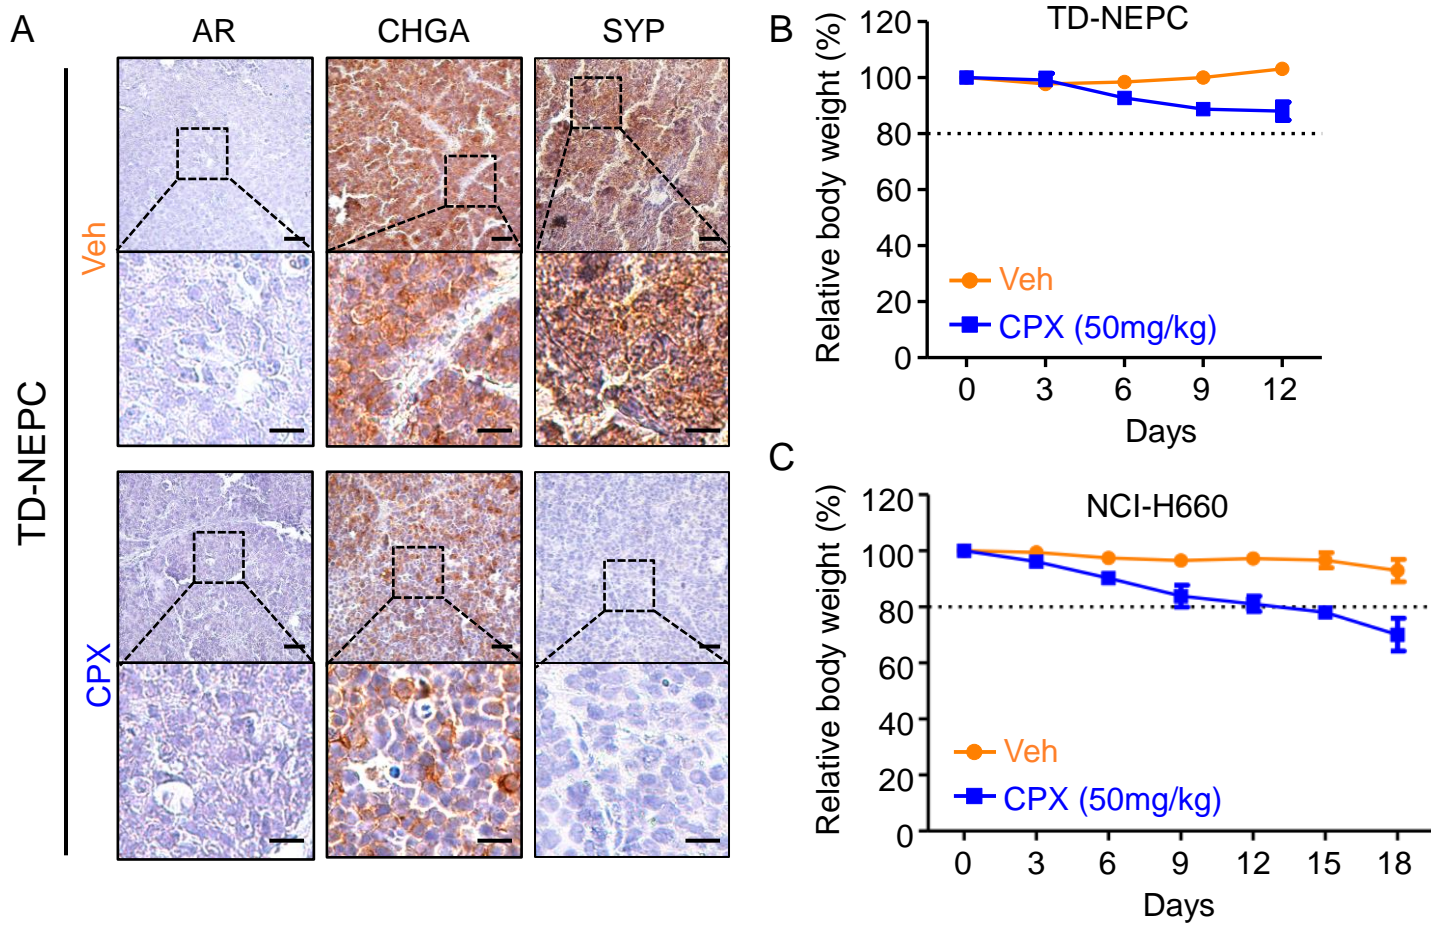 A
AR
CHGA
SYP
TD-NEPC
Veh
CPX
B
TD-NEPC
Relative body weight (%)
120
100
80
60
40
20
0
Veh
CPX (50mg/kg)
0 3 6 9 12
Days
C
NCI-H660
Relative body weight (%)
120
100
80
60
40
20
0
Veh
CPX (50mg/kg)
0 3 6 9 12 15 18
Days